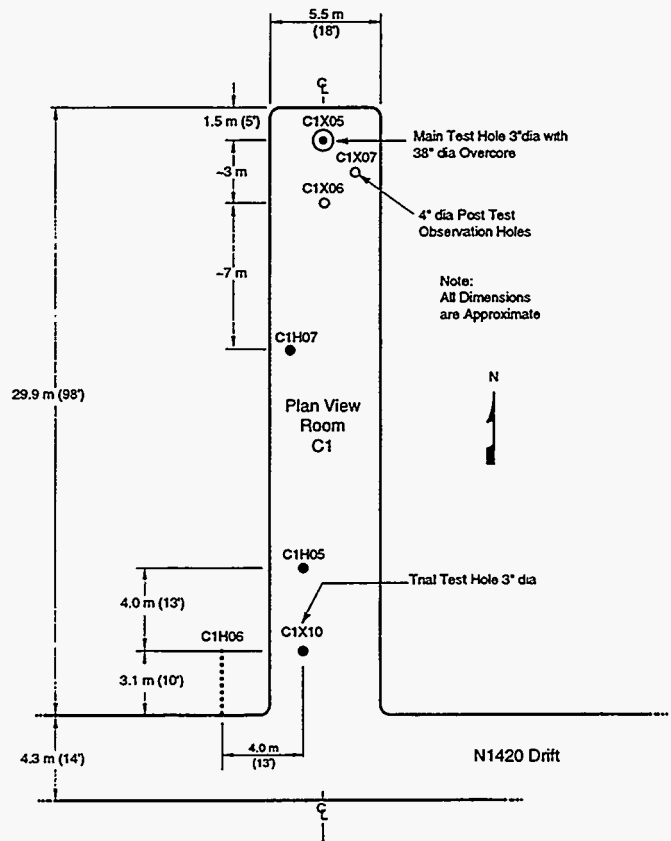 5.5 m
(18')
C
L
1.5 m (5')
C1X05
Main Test Hole 3"dia with
38" dia Overcore
C1X07
~3 m
C1X06
4" dia Post Test
Observation Holes
~7 m
Note:
All Dimensions
are Approximate
C1H07
N
29.9 m (98')
Plan View
Room
C1
C1H05
Trial Test Hole 3" dia
4.0 m (13')
C1H06
C1X10
3.1 m (10')
4.0 m
(13')
N1420 Drift
4.3 m (14')
C
L